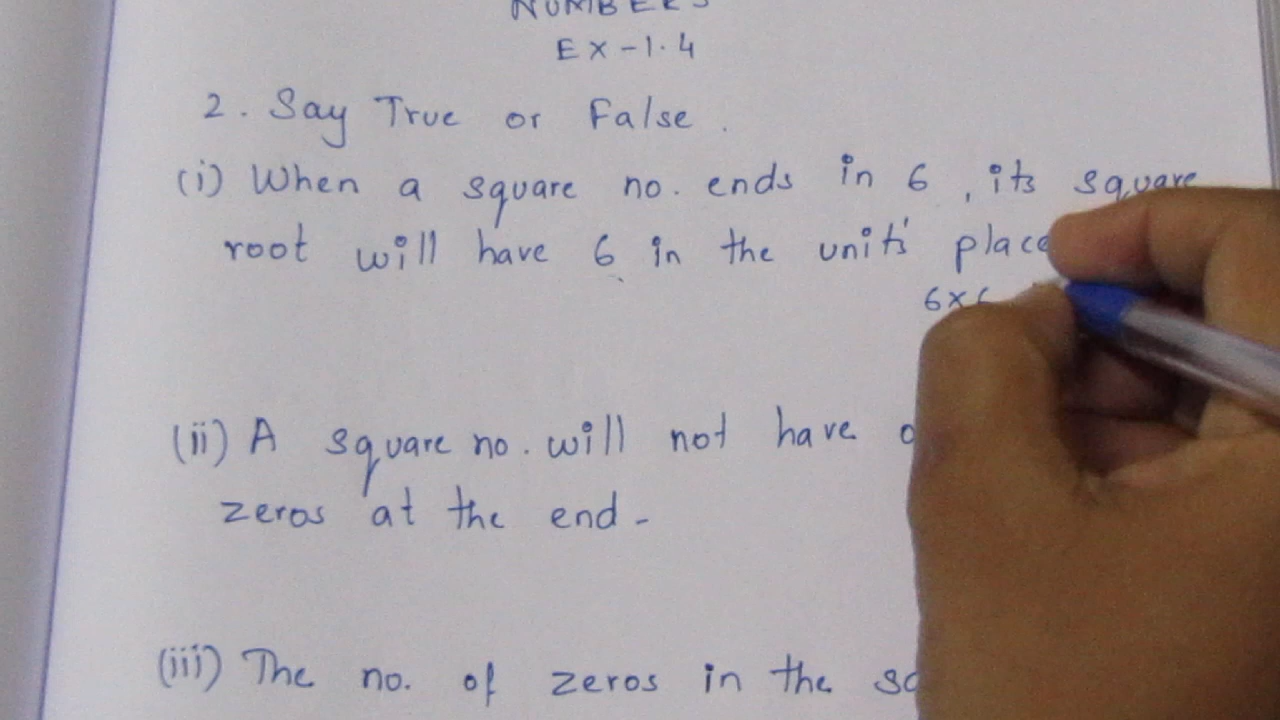 NUMBERS
EX-1.4
2. Say True or False.
(i) When a square no. ends in 6, its square
root will have 6 in the unit's place
6x6
(ii) A square no. will not have
zeros at the end.
(iii) The no. of zeros in the